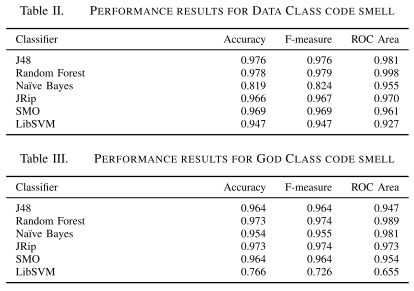 Table II. PERFORMANCE RESULTS FOR DATA CLASS CODE SMELL
Classifier Accuracy F-measure ROC Area
J48 0.976 0.976 0.981
Random Forest 0.978 0.979 0.998
Naïve Bayes 0.819 0.824 0.955
JRip 0.966 0.967 0.970
SMO 0.969 0.969 0.961
LibSVM 0.947 0.947 0.927
Table III. PERFORMANCE RESULTS FOR GOD CLASS CODE SMELL
Classifier Accuracy F-measure ROC Area
J48 0.964 0.964 0.947
Random Forest 0.973 0.974 0.989
Naïve Bayes 0.954 0.955 0.981
JRip 0.973 0.974 0.973
SMO 0.964 0.964 0.954
LibSVM 0.766 0.726 0.655